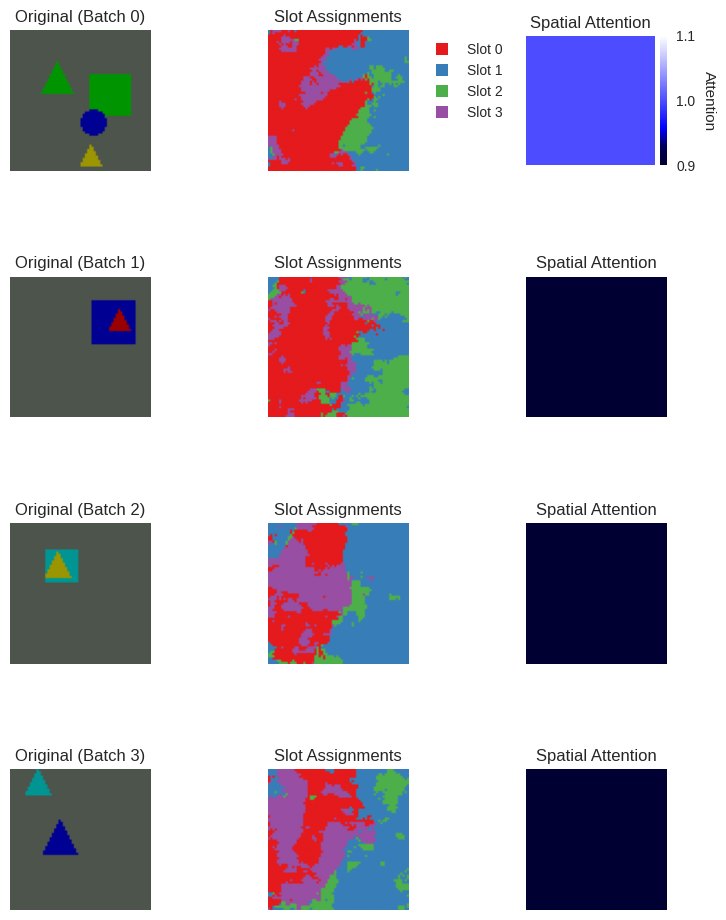 Original (Batch 0)
Slot Assignments
Spatial Attention
Slot 0
Slot 1
Slot 2
Slot 3
1.1
1.0
0.9
Attention
Original (Batch 1)
Slot Assignments
Spatial Attention
Original (Batch 2)
Slot Assignments
Spatial Attention
Original (Batch 3)
Slot Assignments
Spatial Attention